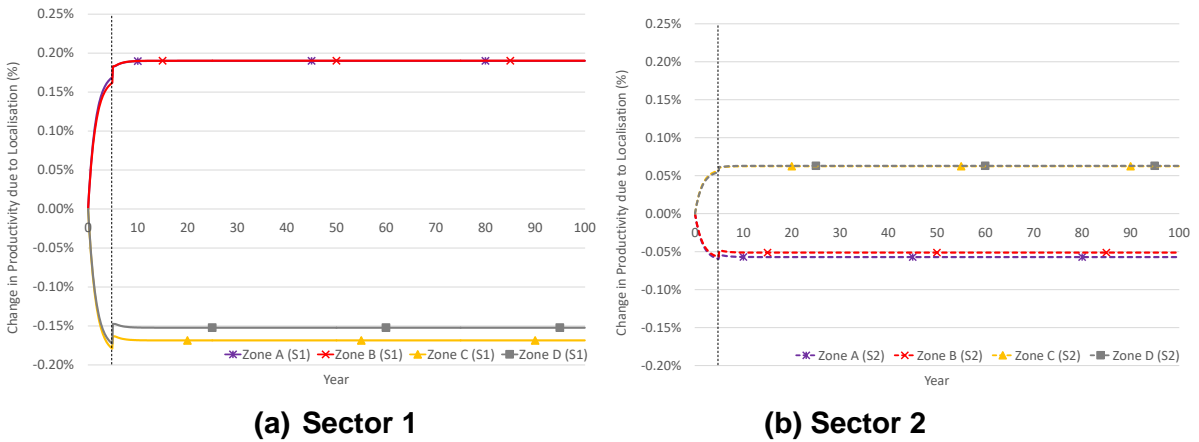 0.25%
0.20%
0.15%
0.10%
0.05%
0.00%
-0.05%
-0.10%
-0.15%
-0.20%
0 10 20 30 40 50 60 70 80 90 100
Change in Productivity due to Localisation (%)
Zone A (S1) Zone B (S1) Zone C (S1) Zone D (S1)
Year
(a) Sector 1
0.25%
0.20%
0.15%
0.10%
0.05%
0.00%
-0.05%
-0.10%
-0.15%
-0.20%
0 10 20 30 40 50 60 70 80 90 100
Change in Productivity due to Localisation (%)
Zone A (S2) Zone B (S2) Zone C (S2) Zone D (S2)
Year
(b) Sector 2